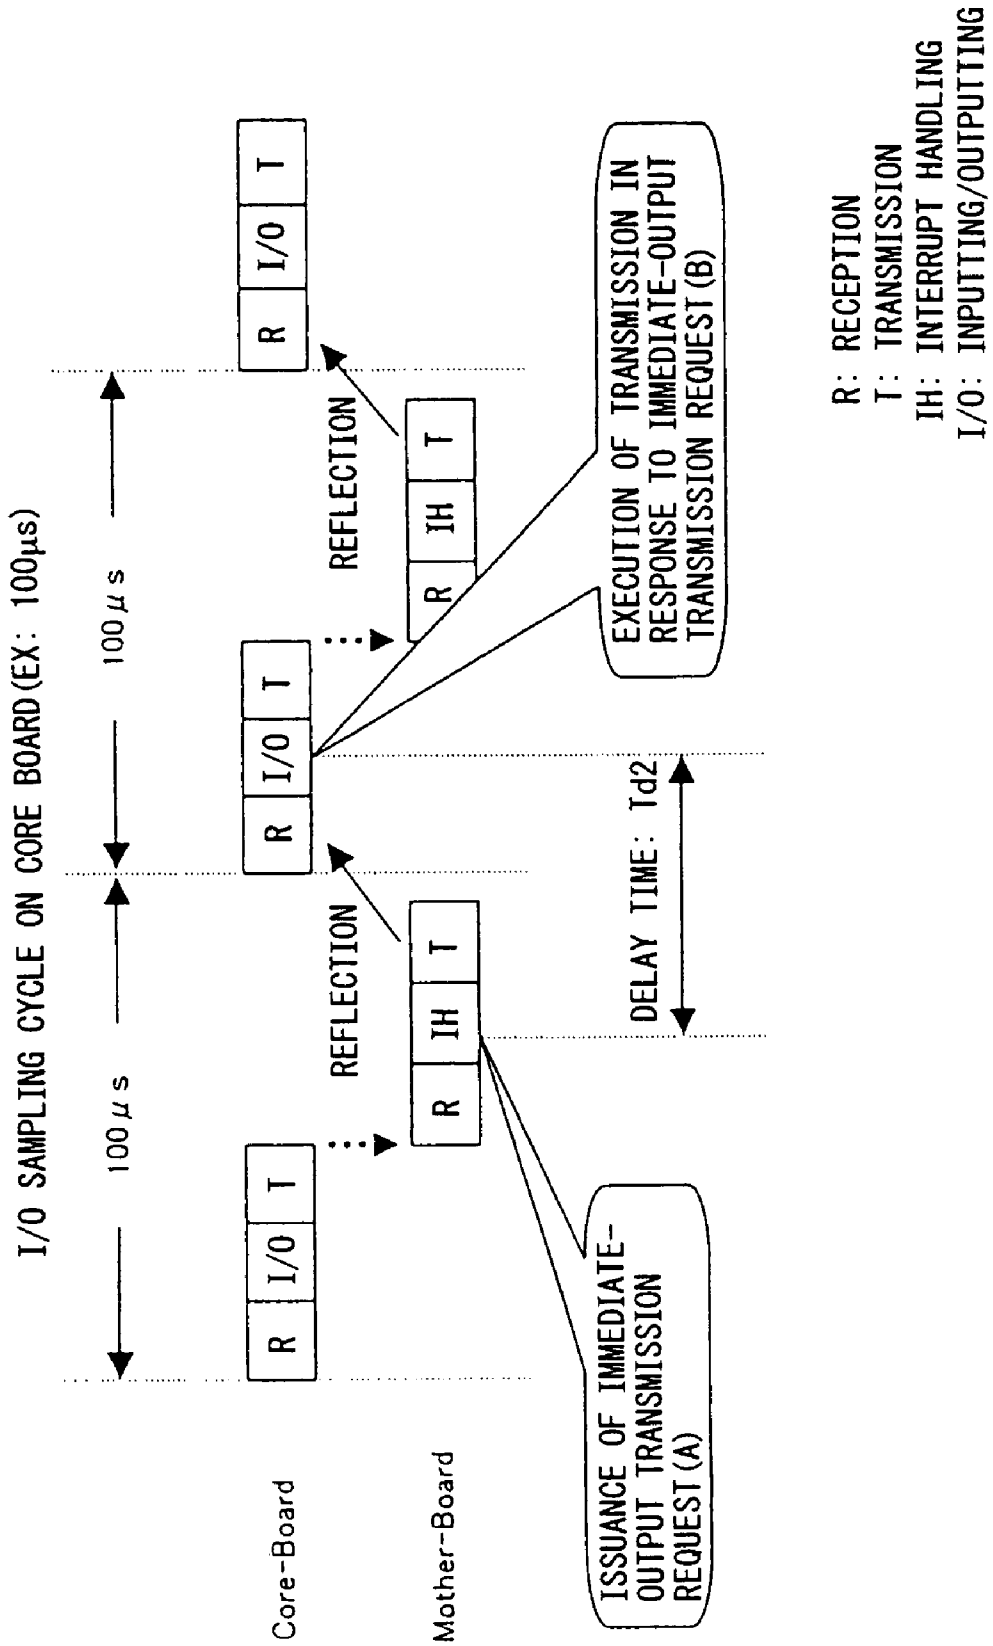 I/O SAMPLING CYCLE ON CORE BOARD(EX: 100μs)
100μs
100μs
Core-Board
R I/O T
R I/O T
R I/O T
REFLECTION
REFLECTION
Mother-Board
R IH T
R IH T
ISSUANCE OF IMMEDIATE-
OUTPUT TRANSMISSION
REQUEST(A)
DELAY TIME: Td2
EXECUTION OF TRANSMISSION IN
RESPONSE TO IMMEDIATE-OUTPUT
TRANSMISSION REQUEST(B)
R: RECEPTION
T: TRANSMISSION
IH: INTERRUPT HANDLING
I/O: INPUTTING/OUTPUTTING